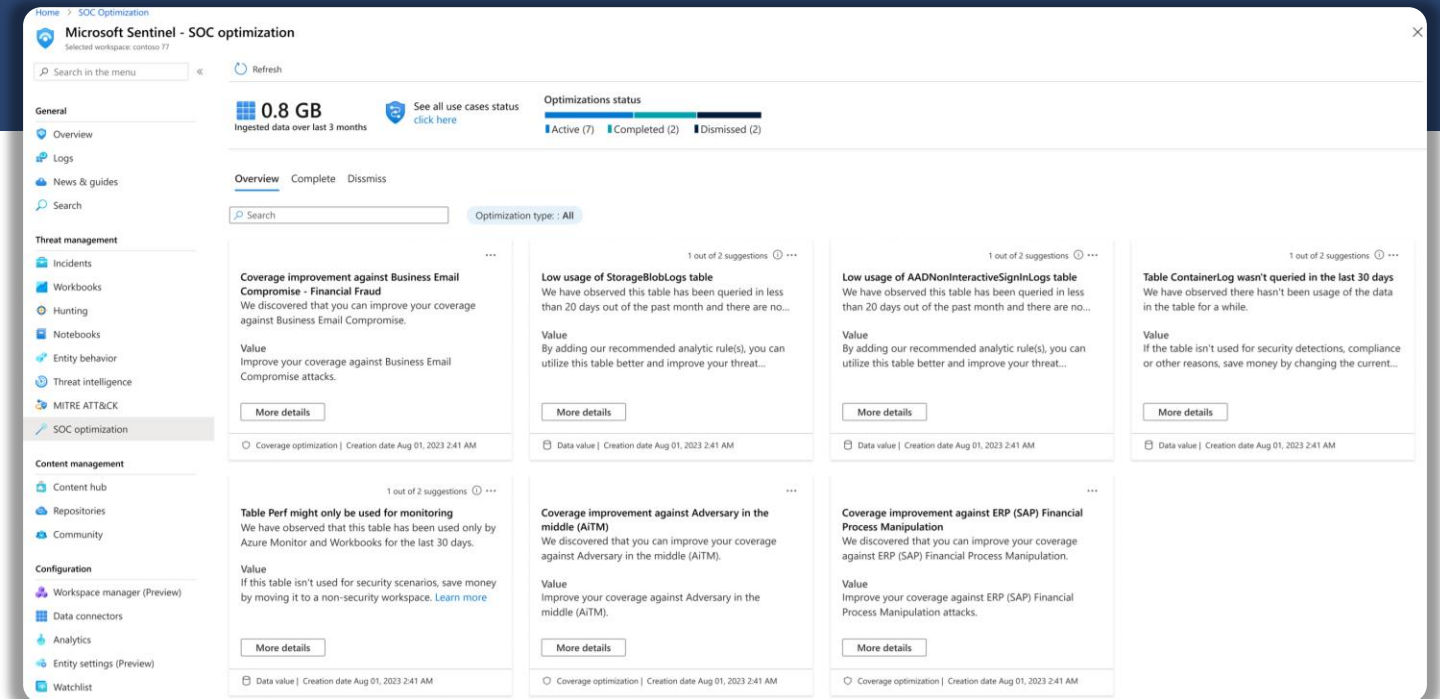 Home > SOC Optimization
Microsoft Sentinel - SOC optimization
Selected workspace: contoso 77
Search in the menu
«
Refresh
General
Overview
Logs
News & guides
Search
Threat management
Incidents
Workbooks
Hunting
Notebooks
Entity behavior
Threat intelligence
MITRE ATT&CK
SOC optimization
Content management
Content hub
Repositories
Community
Configuration
Workspace manager (Preview)
Data connectors
Analytics
Entity settings (Preview)
Watchlist
0.8 GB
Ingested data over last 3 months
See all use cases status
click here
Optimizations status
Active (7) Completed (2) Dismissed (2)
Overview Complete Dissmiss
Search
Optimization type: : All
Coverage improvement against Business Email
Compromise - Financial Fraud
We discovered that you can improve your coverage
against Business Email Compromise.
Value
Improve your coverage against Business Email
Compromise attacks.
More details
Coverage optimization | Creation date Aug 01, 2023 2:41 AM
1 out of 2 suggestions
Low usage of StorageBlobLogs table
We have observed this table has been queried in less
than 20 days out of the past month and there are no...
Value
By adding our recommended analytic rule(s), you can
utilize this table better and improve your threat...
More details
Data value | Creation date Aug 01, 2023 2:41 AM
1 out of 2 suggestions
Low usage of AADNonInteractiveSignInLogs table
We have observed this table has been queried in less
than 20 days out of the past month and there are no...
Value
By adding our recommended analytic rule(s), you can
utilize this table better and improve your threat...
More details
Data value | Creation date Aug 01, 2023 2:41 AM
1 out of 2 suggestions
Table ContainerLog wasn't queried in the last 30 days
We have observed there hasn't been usage of the data
in the table for a while.
Value
If the table isn't used for security detections, compliance
or other reasons, save money by changing the current...
More details
Data value | Creation date Aug 01, 2023 2:41 AM
1 out of 2 suggestions
Table Perf might only be used for monitoring
We have observed that this table has been used only by
Azure Monitor and Workbooks for the last 30 days.
Value
If this table isn't used for security scenarios, save money
by moving it to a non-security workspace. Learn more
More details
Data value | Creation date Aug 01, 2023 2:41 AM
Coverage improvement against Adversary in the
middle (AiTM)
We discovered that you can improve your coverage
against Adversary in the middle (AiTM).
Value
Improve your coverage against Adversary in the
middle (AiTM).
More details
Coverage optimization | Creation date Aug 01, 2023 2:41 AM
Coverage improvement against ERP (SAP) Financial
Process Manipulation
We discovered that you can improve your coverage
against ERP (SAP) Financial Process Manipulation.
Value
Improve your coverage against ERP (SAP) Financial
Process Manipulation attacks.
More details
Coverage optimization | Creation date Aug 01, 2023 2:41 AM